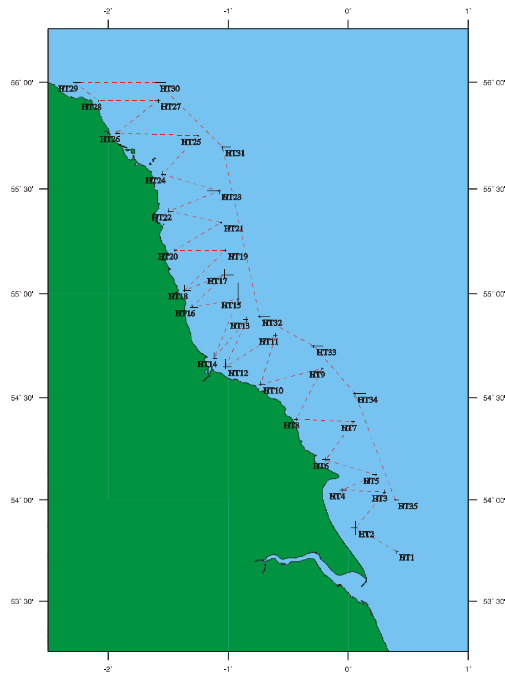 -2° -1° 0° 1°
56° 00' 56° 00'
HT29 HT30
HT28 HT27
HT26 HT25
HT31
55° 30' HT24 55° 30'
HT23
HT22
HT21
HT20 HT19
HT17
55° 00' HT18 55° 00'
HT15
HT16
HT13 HT32
HT11
HT33
HT14 HT12
HT9
HT10
54° 30' HT34 54° 30'
HT8 HT7
HT6
HT5
HT4 HT3
54° 00' HT35 54° 00'
HT2
HT1
53° 30' 53° 30'
-2° -1° 0° 1°